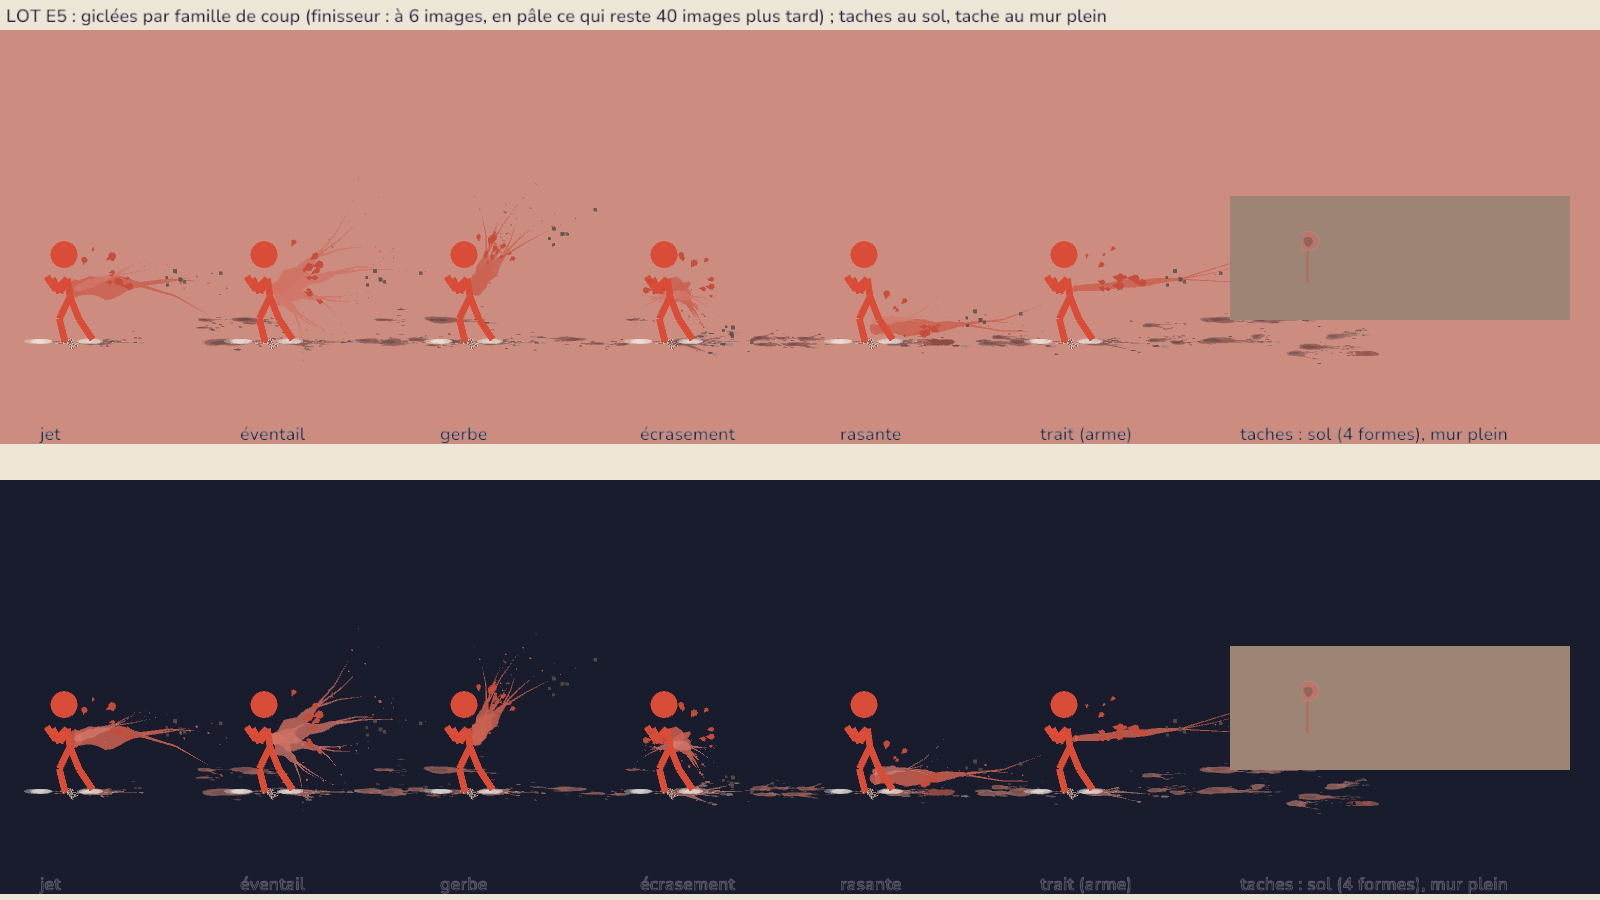 LOT E5 : giclées par famille de coup (finisseur : à 6 images, en pâle ce qui reste 40 images plus tard) ; taches au sol, tache au mur plein
jet éventail gerbe écrasement rasante trait (arme) taches : sol (4 formes), mur plein
jet éventail gerbe écrasement rasante trait (arme) taches : sol (4 formes), mur plein